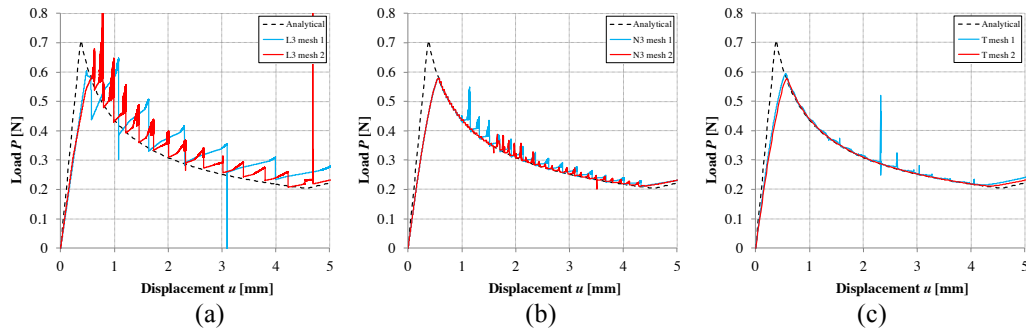 0.8
0.7
0.6
0.5
0.4
0.3
0.2
0.1
0
Load P [N]
Analytical
L3 mesh 1
L3 mesh 2
0 1 2 3 4 5
Displacement u [mm]
(a)
0.8
0.7
0.6
0.5
0.4
0.3
0.2
0.1
0
Load P [N]
Analytical
N3 mesh 1
N3 mesh 2
0 1 2 3 4 5
Displacement u [mm]
(b)
0.8
0.7
0.6
0.5
0.4
0.3
0.2
0.1
0
Load P [N]
Analytical
T mesh 1
T mesh 2
0 1 2 3 4 5
Displacement u [mm]
(c)